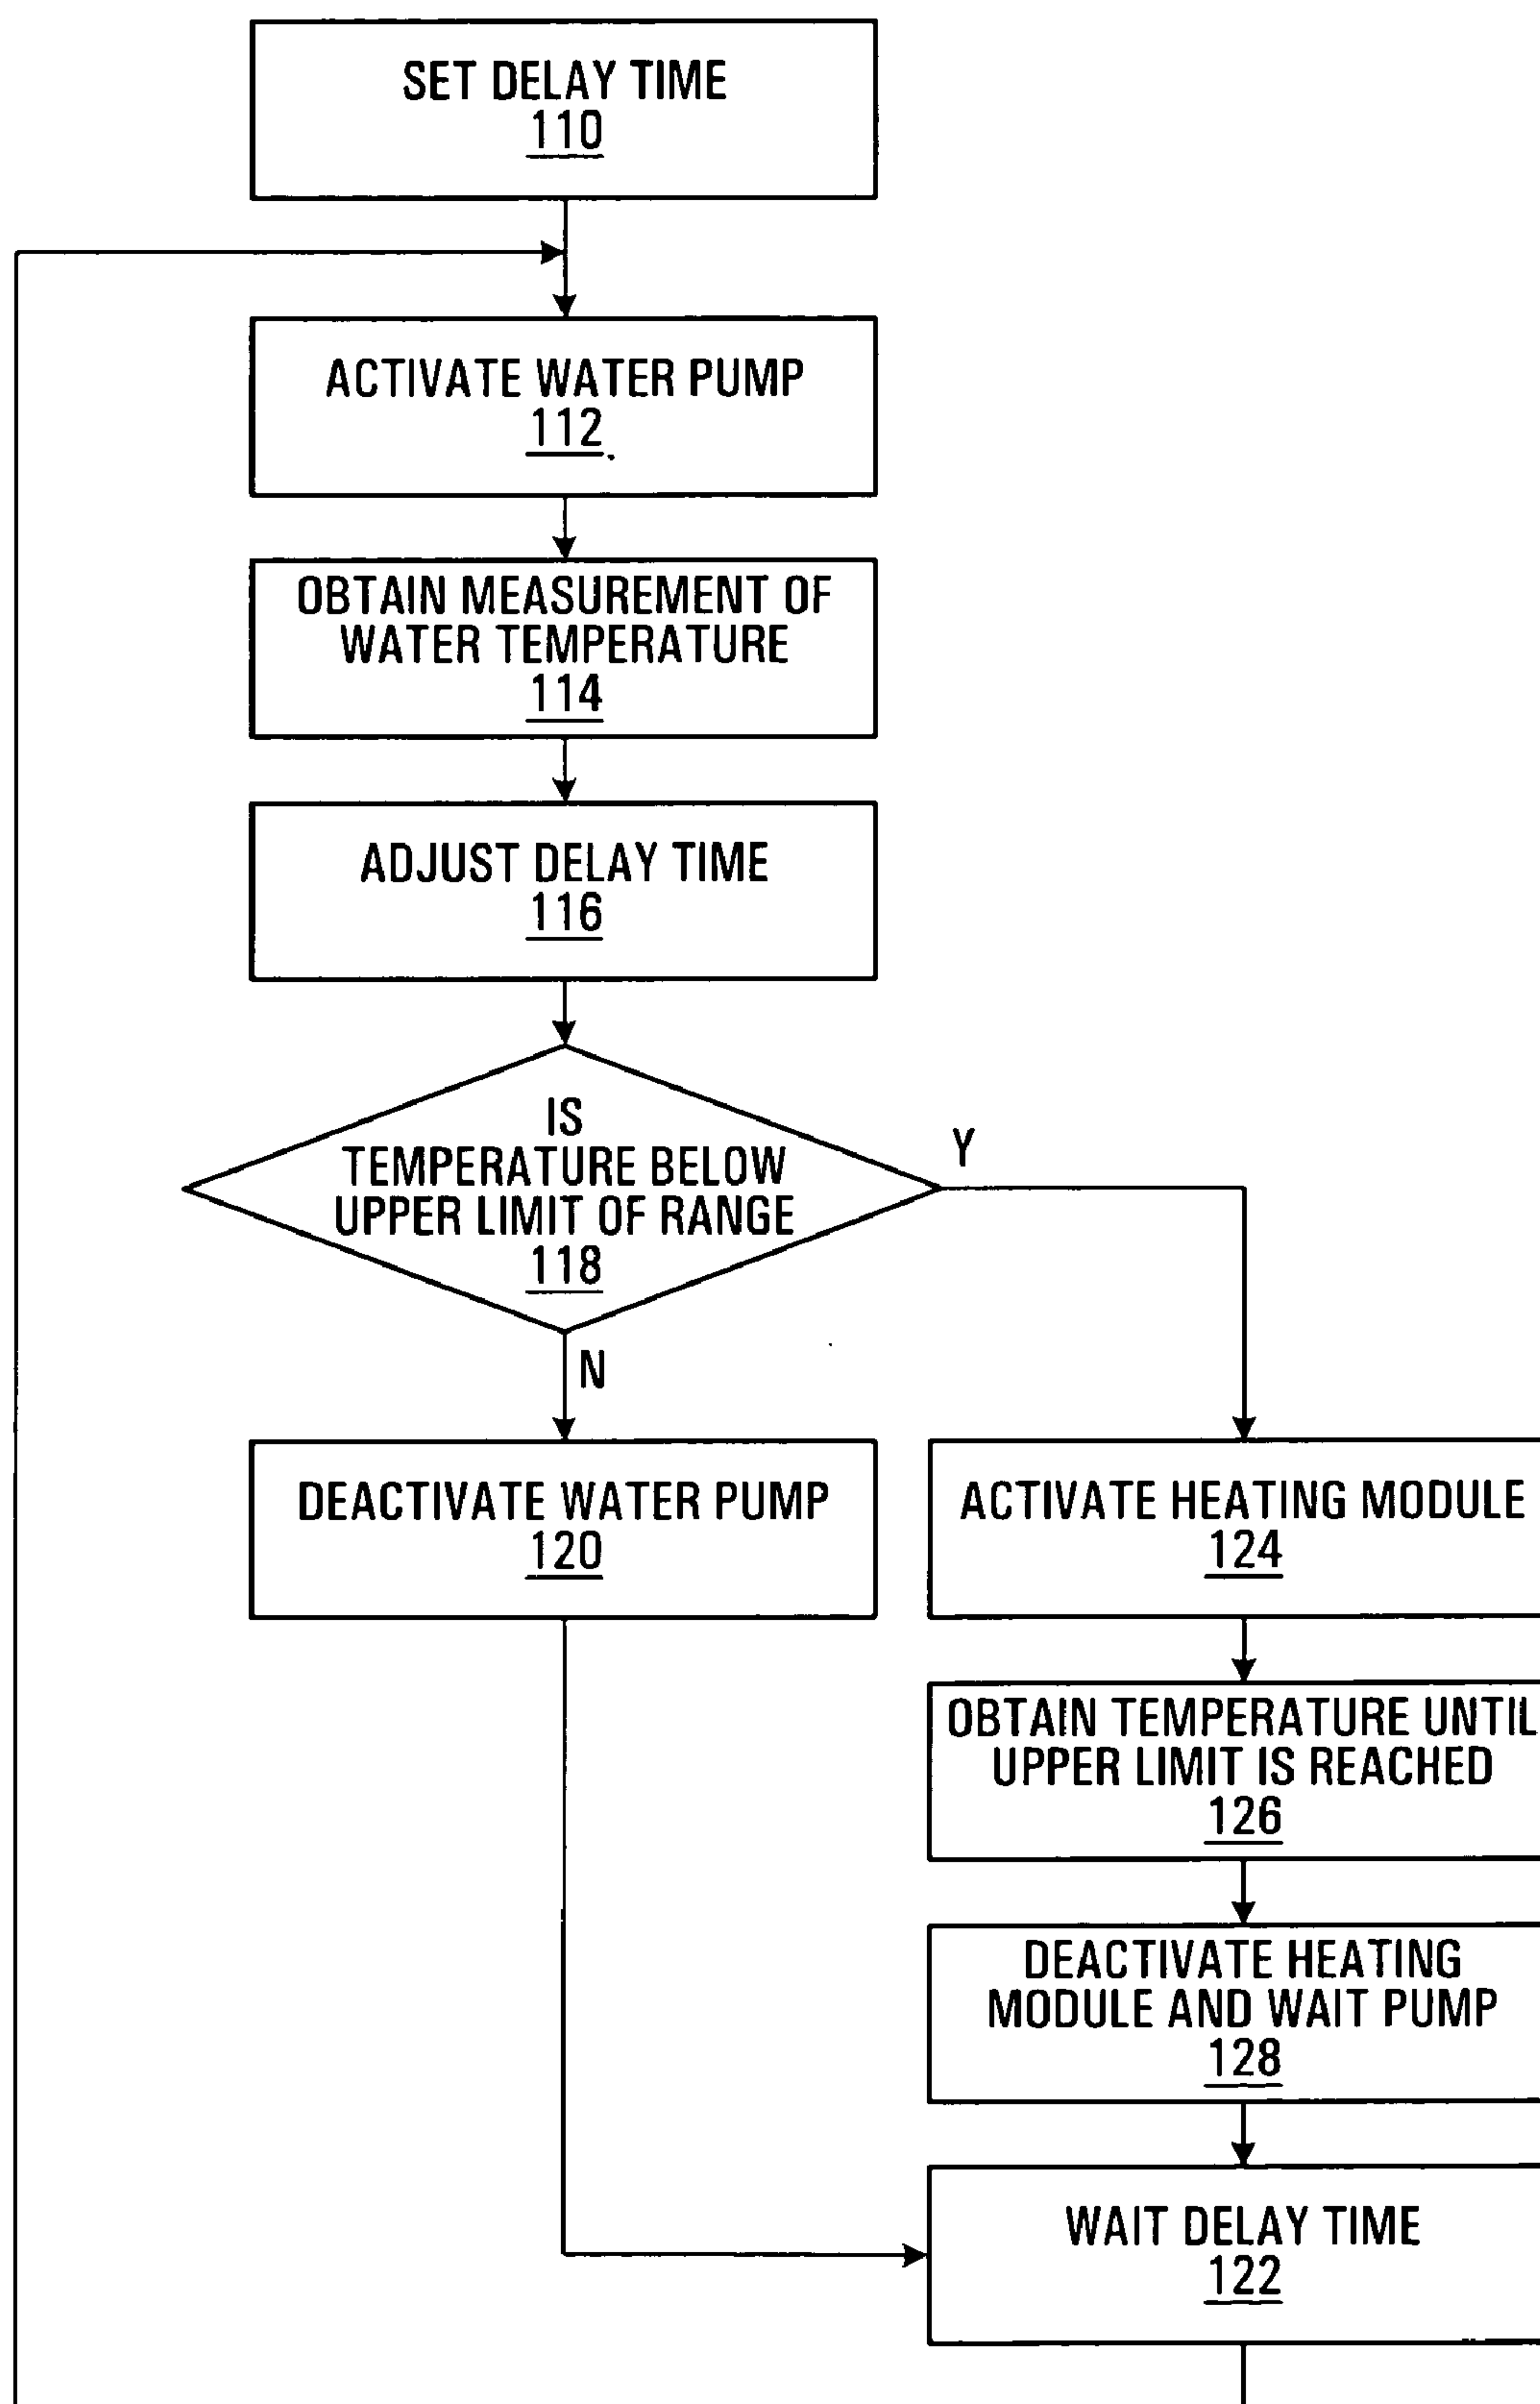 SET DELAY TIME
110
ACTIVATE WATER PUMP
112
OBTAIN MEASUREMENT OF
WATER TEMPERATURE
114
ADJUST DELAY TIME
116
IS
TEMPERATURE BELOW
UPPER LIMIT OF RANGE
118
Y
N
DEACTIVATE WATER PUMP
120
ACTIVATE HEATING MODULE
124
OBTAIN TEMPERATURE UNTIL
UPPER LIMIT IS REACHED
126
DEACTIVATE HEATING
MODULE AND WAIT PUMP
128
WAIT DELAY TIME
122